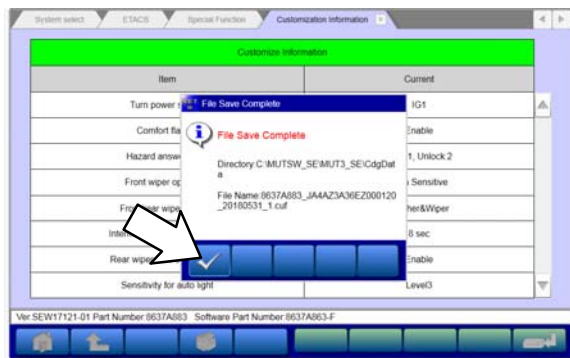 System select
ETACS
Special Function
Customization Information
Customize Information
Item
Current
Turn power
IG1
File Save Complete
Comfort fla
Enable
File Save Complete
Hazard answ
1, Unlock 2
Directory:C:\MUTSW_SE\MUT3_SE\CdgDat
a
Front wiper op
Sensitive
File Name:8637A883_JA4AZ3A36EZ000120
_20180531_1.cuf
Front/rear wipe
her&Wiper
8 sec
Rear wipe
Enable
Sensitivity for auto light
Level3
Ver.SEW17121-01 Part Number:8637A883 Software Part Number:8637A863-F